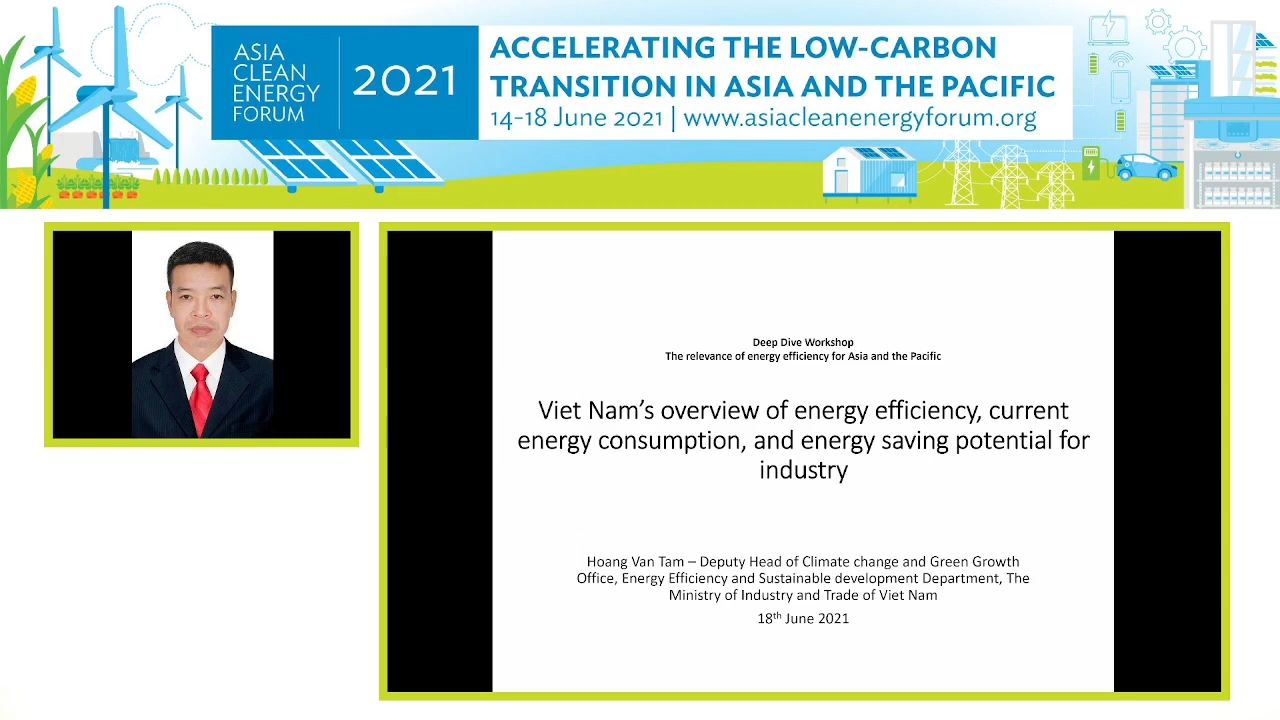 ASIA
CLEAN
ENERGY
FORUM
2021
ACCELERATING THE LOW-CARBON
TRANSITION IN ASIA AND THE PACIFIC
14-18 June 2021 | www.asiacleanenergyforum.org
Deep Dive Workshop
The relevance of energy efficiency for Asia and the Pacific
Viet Nam’s overview of energy efficiency, current
energy consumption, and energy saving potential for
industry
Hoang Van Tam – Deputy Head of Climate change and Green Growth
Office, Energy Efficiency and Sustainable development Department, The
Ministry of Industry and Trade of Viet Nam
18th June 2021